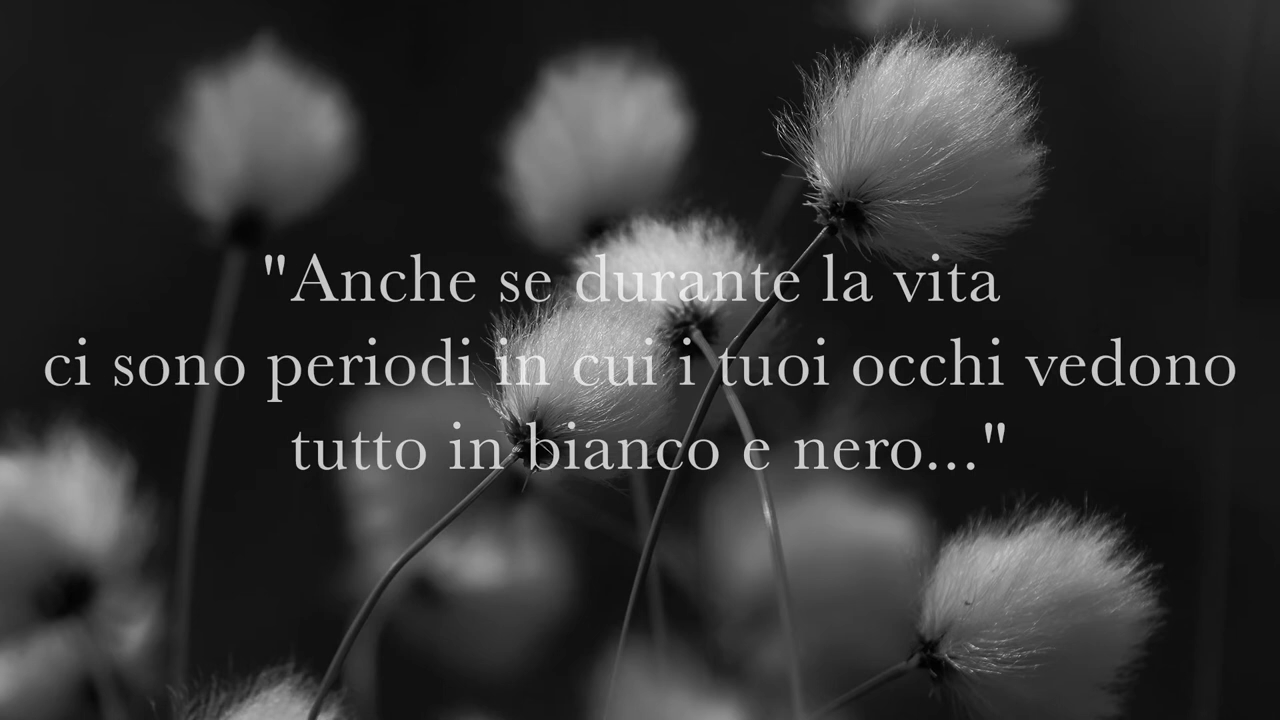 "Anche se durante la vita
ci sono periodi in cui i tuoi occhi vedono
tutto in bianco e nero..."